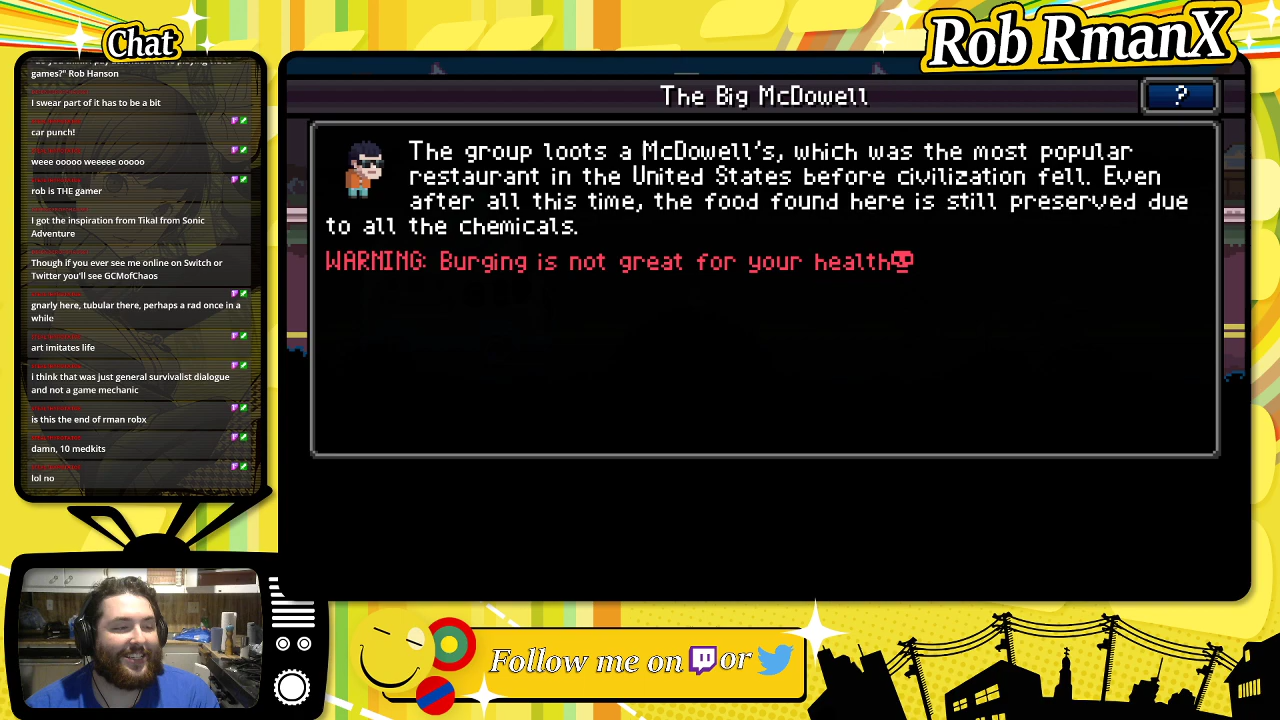 Chat
Rob RmanX
games?" Rob Hanson
I swear part of it has to be a bit
car punch!
weee ooooo weeeee ooooo
rob is THE gamer
I got the inspiration from Tikal from Sonic
Adventure
Though if you ever see me online on Switch or
Twitter you'll see GCMofChaos
gnarly here, tubular there, perhaps a rad once in a
while
art imitates life
i think that was just general survivalist dialogue
and not a game mechanic
is this the end of rman robx
damn, 10 medkits
lol no
The Big McDowell
?
The group loots a McDowell's, which was the most popular
restaurant in the United States before civilization fell. Even
after all this time, the food found here is still preserved due
to all the chemicals.
WARNING: Burging is not great for your health
Follow me on or